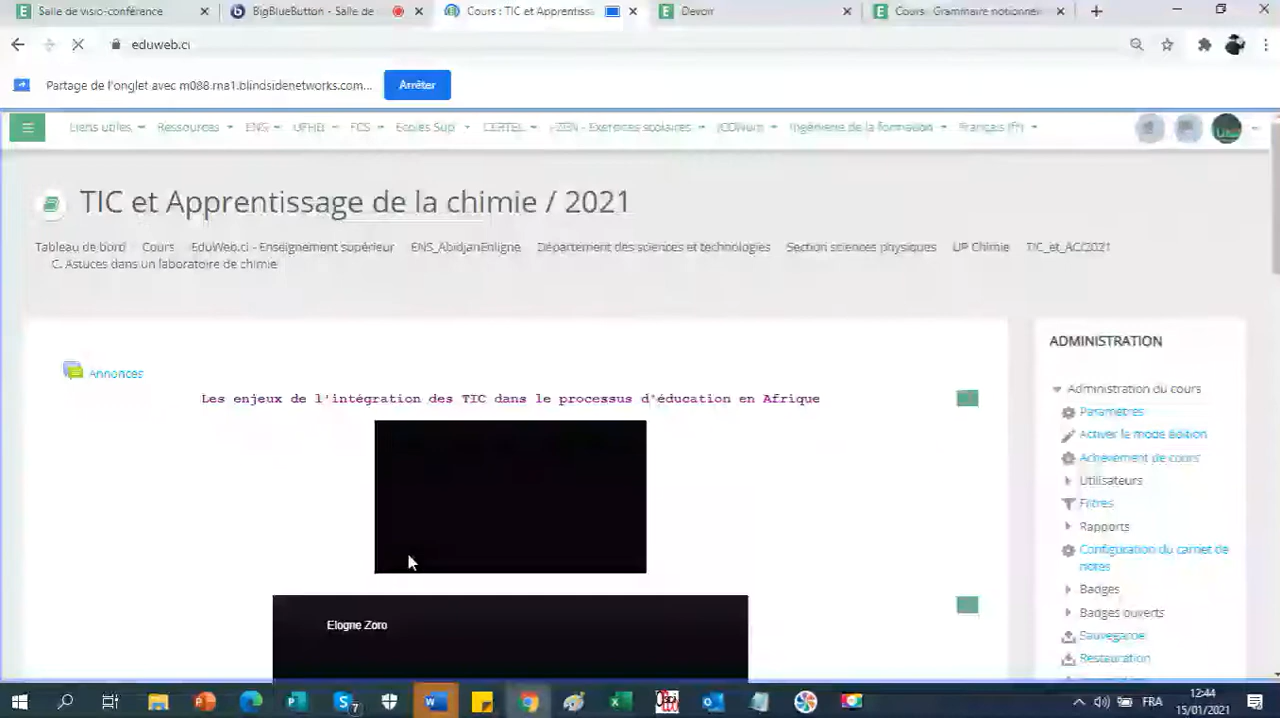 Salle de visio-conférence
BigBlueButton - Salle de
Cours : TIC et Apprentissa
Devoir
Cours : Grammaire notionnel
eduweb.ci
Partage de l'onglet avec m088.rna1.blindsidenetworks.com...
Arrêter
Liens utiles
Ressources
ENG
UFHB
FCS
Ecoles Sup
CERTEL
- Exercices scolaires
Ingénierie de la formation
Français (fr)
TIC et Apprentissage de la chimie / 2021
Tableau de bord Cours EduWeb.ci - Enseignement supérieur ENS_AbidjanEnligne Département des sciences et technologies Section sciences physiques UP Chimie TIC_et_ACC2021
C. Astuces dans un laboratoire de chimie
Annonces
Les enjeux de l'intégration des TIC dans le processus d'éducation en Afrique
Elogne Zoro
ADMINISTRATION
Administration du cours
Paramètres
Activer le mode édition
Achèvement de cours
Utilisateurs
Filtres
Rapports
Configuration du carnet de
notes
Badges
Badges ouverts
Sauvegarde
Restauration
7
FRA
12:44
15/01/2021